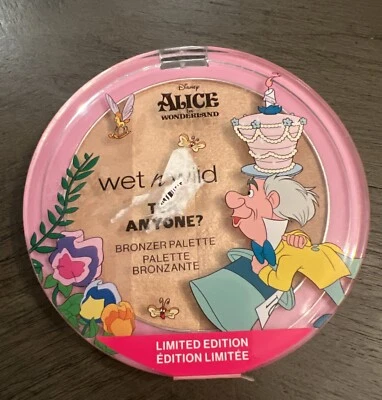 Disney
ALICE
IN
WONDERLAND
wet n wild
ANYONE?
BRONZER PALETTE
PALETTE
BRONZANTE
LIMITED EDITION
ÉDITION LIMITÉE